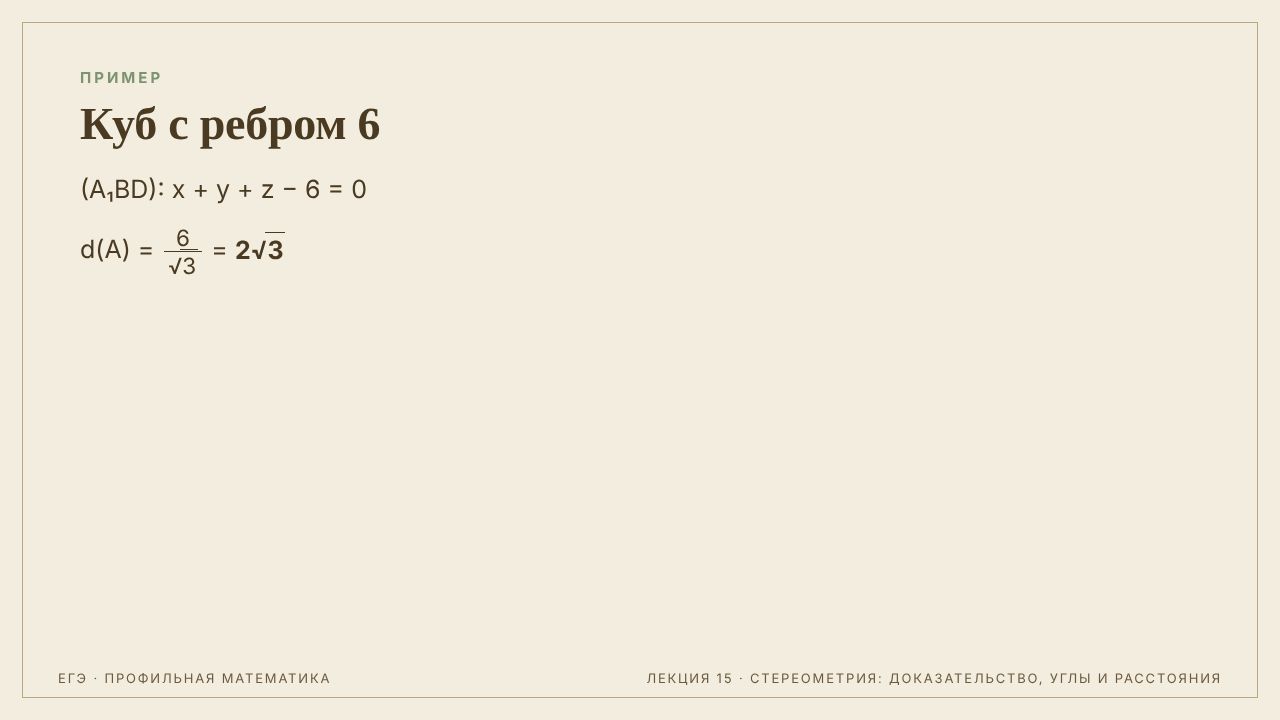 ПРИМЕР
Куб с ребром 6
(A₁BD): x + y + z − 6 = 0
d(A) = 6/√3 = 2√3
ЕГЭ · ПРОФИЛЬНАЯ МАТЕМАТИКА
ЛЕКЦИЯ 15 · СТЕРЕОМЕТРИЯ: ДОКАЗАТЕЛЬСТВО, УГЛЫ И РАССТОЯНИЯ